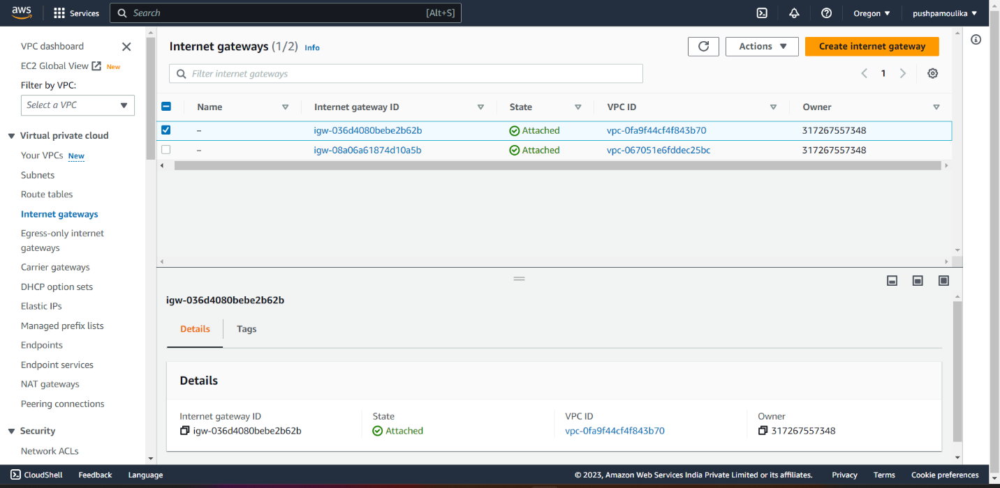 aws
Services
Search
[Alt+S]
Oregon
pushpamoulika
VPC dashboard
EC2 Global View New
Filter by VPC:
Select a VPC
Virtual private cloud
Your VPCs New
Subnets
Route tables
Internet gateways
Egress-only internet
gateways
Carrier gateways
DHCP option sets
Elastic IPs
Managed prefix lists
Endpoints
Endpoint services
NAT gateways
Peering connections
Security
Network ACLs
Internet gateways (1/2) Info
Actions
Create internet gateway
Filter internet gateways
1
Name Internet gateway ID State VPC ID Owner
– igw-036d4080bebe2b62b Attached vpc-0fa9f44cf4f843b70 317267557348
– igw-08a06a61874d10a5b Attached vpc-067051e6fddec25bc 317267557348
igw-036d4080bebe2b62b
Details Tags
Details
Internet gateway ID State VPC ID Owner
igw-036d4080bebe2b62b Attached vpc-0fa9f44cf4f843b70 317267557348
CloudShell Feedback Language © 2023, Amazon Web Services India Private Limited or its affiliates. Privacy Terms Cookie preferences